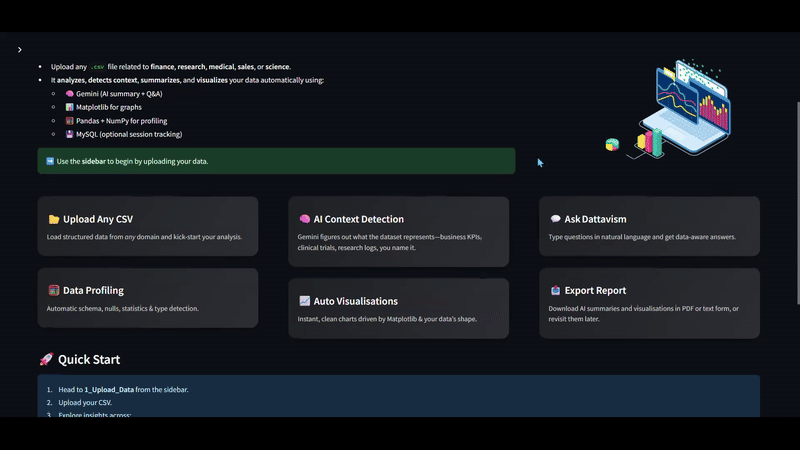 Upload any .csv file related to finance, research, medical, sales, or science.
It analyzes, detects context, summarizes, and visualizes your data automatically using:
Gemini (AI summary + Q&A)
Matplotlib for graphs
Pandas + NumPy for profiling
MySQL (optional session tracking)
Use the sidebar to begin by uploading your data.
Upload Any CSV
Load structured data from any domain and kick-start your analysis.
AI Context Detection
Gemini figures out what the dataset represents—business KPIs,
clinical trials, research logs, you name it.
Ask Dattavism
Type questions in natural language and get data-aware answers.
Data Profiling
Automatic schema, nulls, statistics & type detection.
Auto Visualisations
Instant, clean charts driven by Matplotlib & your data's shape.
Export Report
Download AI summaries and visualisations in PDF or text form, or
revisit them later.
Quick Start
1. Head to 1_Upload_Data from the sidebar.
2. Upload your CSV.
3. Explore insights across: